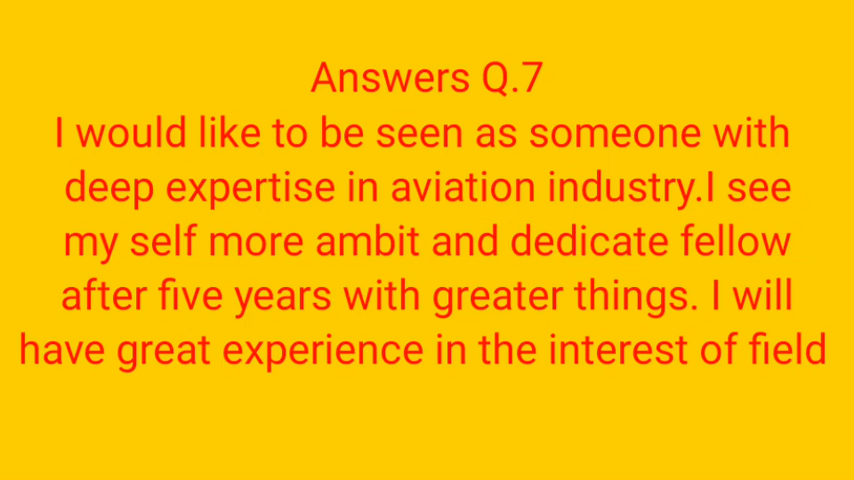 Answers Q.7
I would like to be seen as someone with
deep expertise in aviation industry.I see
my self more ambit and dedicate fellow
after five years with greater things. I will
have great experience in the interest of field